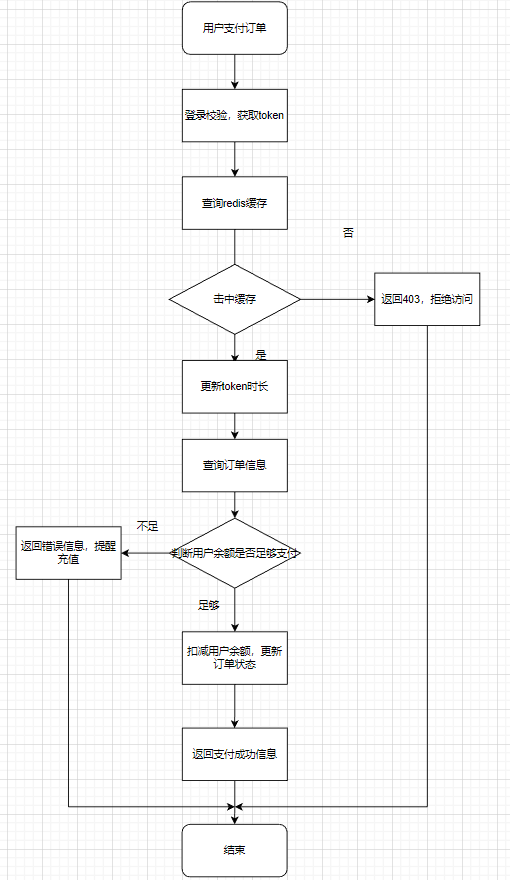 用户支付订单
登录校验，获取token
查询redis缓存
否
击中缓存
返回403，拒绝访问
是
更新token时长
查询订单信息
不足
返回错误信息，提醒
充值
判断用户余额是否足够支付
足够
扣减用户余额，更新
订单状态
返回支付成功信息
结束